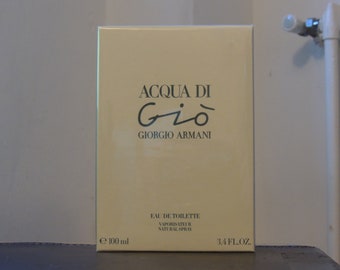 ACQUA DI
Giò
GIORGIO ARMANI
EAU DE TOILETTE
VAPORISATEUR
NATURAL SPRAY
℮ 100 ml 3.4 FL.OZ.